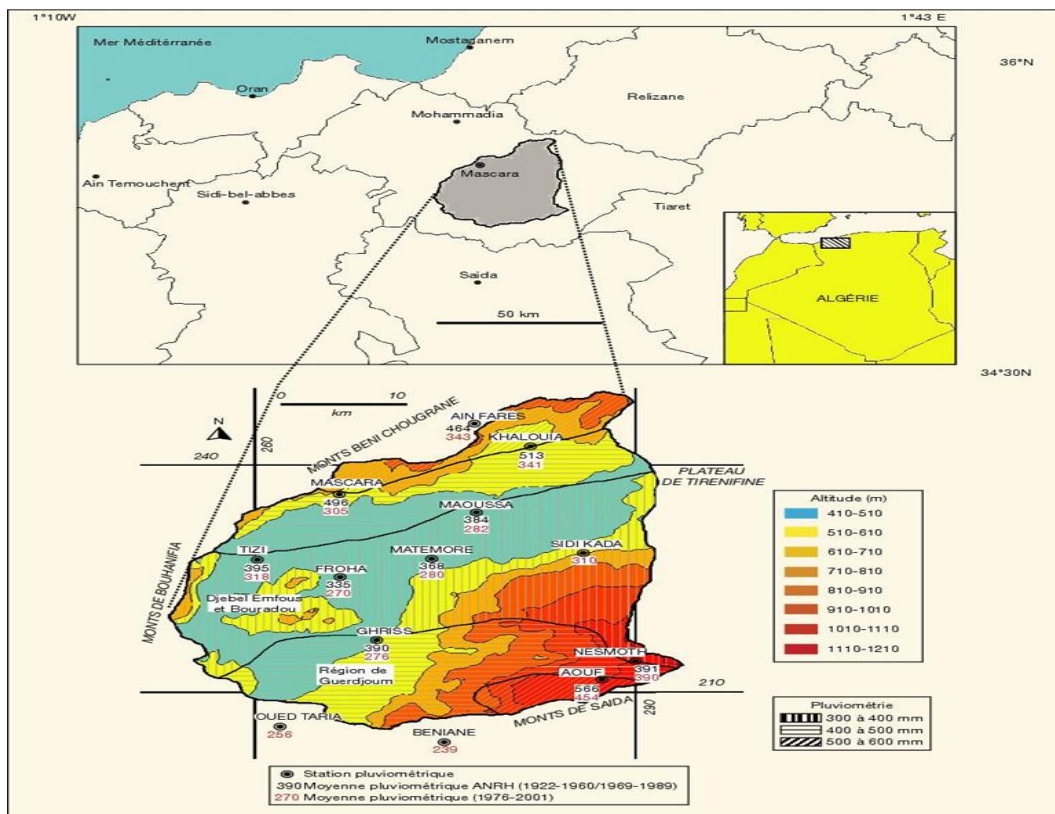 1°10W
1°43 E
Mer Méditérranée
Mostaganem
36°N
Oran
Relizane
Mohammadia
Mascara
Ain Temouchent
Sidi-bel-abbes
Tiaret
Saida
50 km
ALGÉRIE
34°30N
0 10
km
N
260
240
MONTS BENI CHOUGRANE
AIN FARES
464
343
KHALOUIA
513
341
PLATEAU
DE TIRENIFINE
MASCARA
496
305
MAOUSSA
384
282
Altitude (m)
410-510
510-610
610-710
710-810
810-910
910-1010
1010-1110
1110-1210
TIZI
395
318
MATEMORE
368
280
SIDI KADA
310
FROHA
335
270
MONTS DE BOUHANIFIA
Djebel Emfous
et Bouradou
GHRISS
390
276
Région de
Guerdjoum
NESMOTH
391
390
AOUF
566
454
210
290
MONTS DE SAIDA
OUED TARIA
256
BENIANE
239
Pluviométrie
300 à 400 mm
400 à 500 mm
500 à 600 mm
Station pluviométrique
390 Moyenne pluviométrique ANRH (1922-1960/1969-1989)
270 Moyenne pluviométrique (1976-2001)